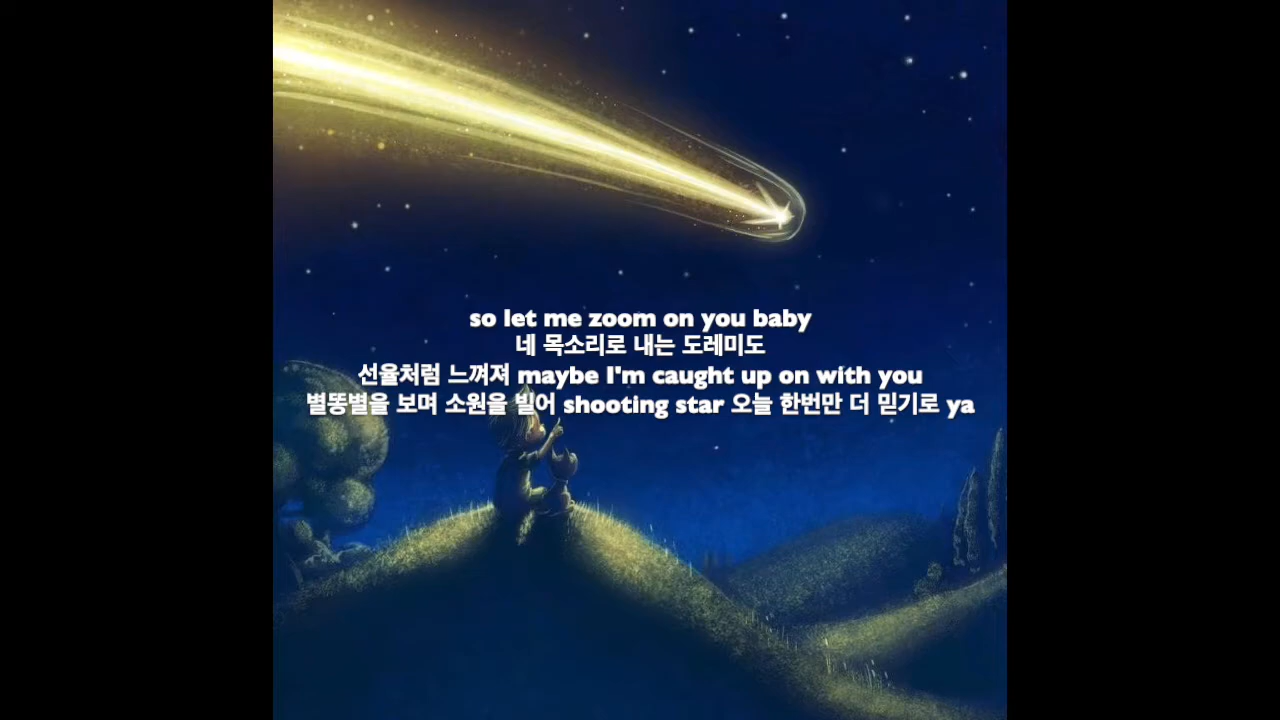 so let me zoom on you baby
네 목소리로 내는 도레미도
선율처럼 느껴져 maybe I'm caught up on with you
별똥별을 보며 소원을 빌어 shooting star 오늘 한번만 더 믿기로 ya